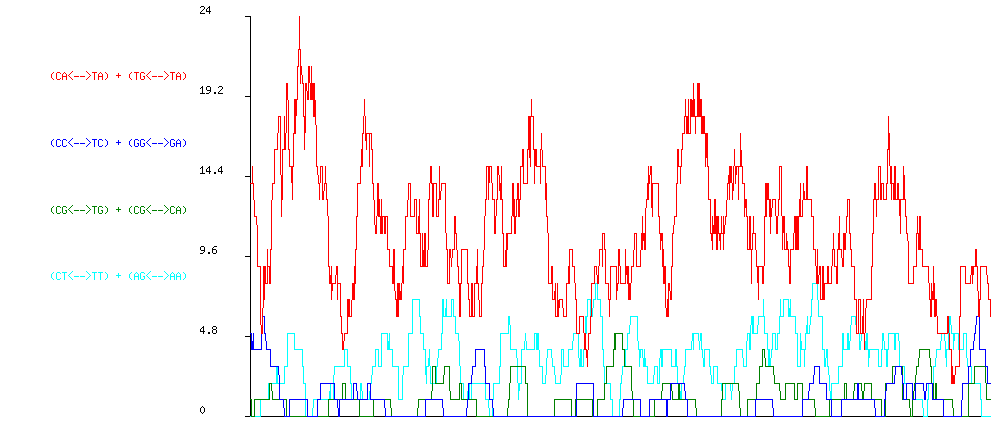 24
(CA<-->TA) + (TG<-->TA)
19.2
(CC<-->TC) + (GG<-->GA)
14.4
(CG<-->TG) + (CG<-->CA)
9.6
(CT<-->TT) + (AG<-->AA)
4.8
0